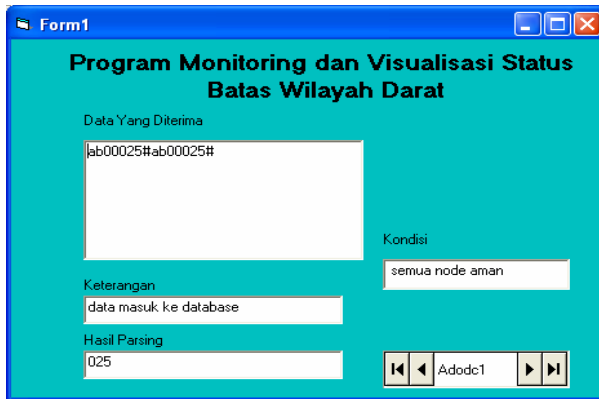 Form1
Program Monitoring dan Visualisasi Status
Batas Wilayah Darat
Data Yang Diterima
ab00025#ab00025#
Kondisi
semua node aman
Keterangan
data masuk ke database
Hasil Parsing
025
Adodc1